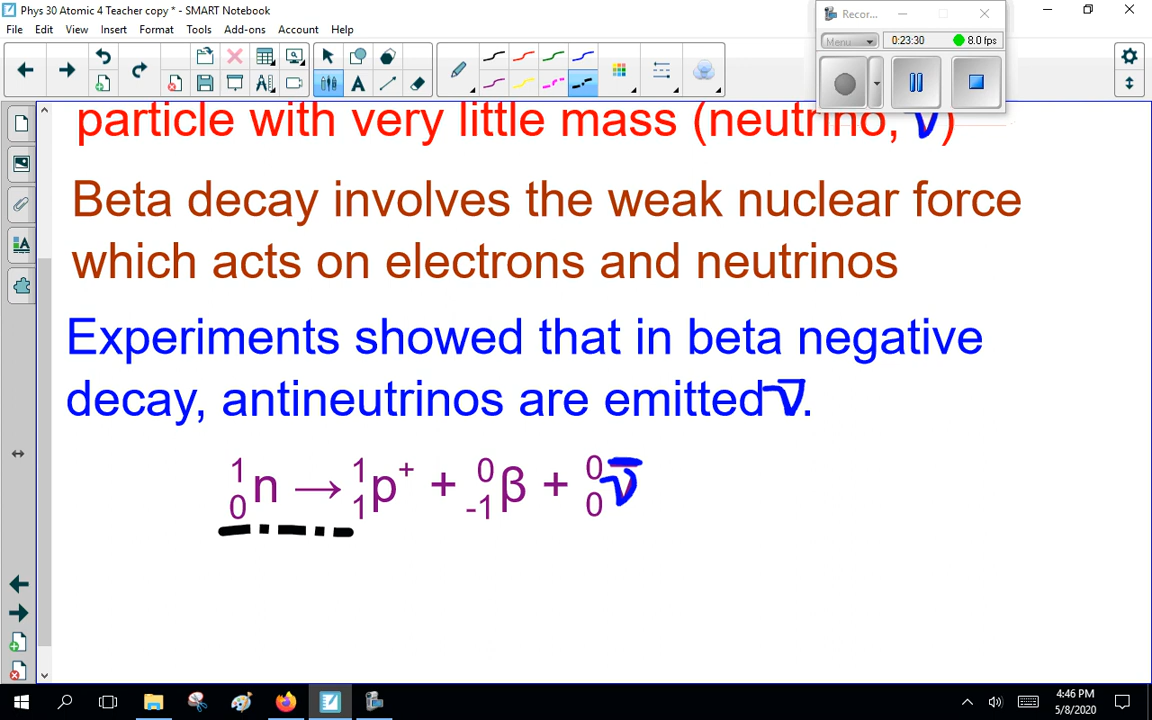 Phys 30 Atomic 4 Teacher copy * - SMART Notebook
Recor...
File Edit View Insert Format Tools Add-ons Account Help
Menu 0:23:30 8.0 fps
particle with very little mass (neutrino, ν)
Beta decay involves the weak nuclear force
which acts on electrons and neutrinos
Experiments showed that in beta negative
decay, antineutrinos are emitted ν̅.
¹₀n → ¹₁p⁺ + ⁰₋₁β + ⁰₀ν̅
4:46 PM
5/8/2020